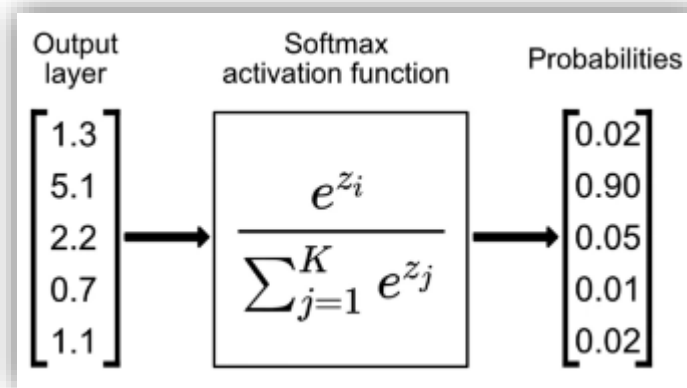 Output
layer
Softmax
activation function
Probabilities
1.3
5.1
2.2
0.7
1.1
e^{z_i}
\sum_{j=1}^{K} e^{z_j}
0.02
0.90
0.05
0.01
0.02